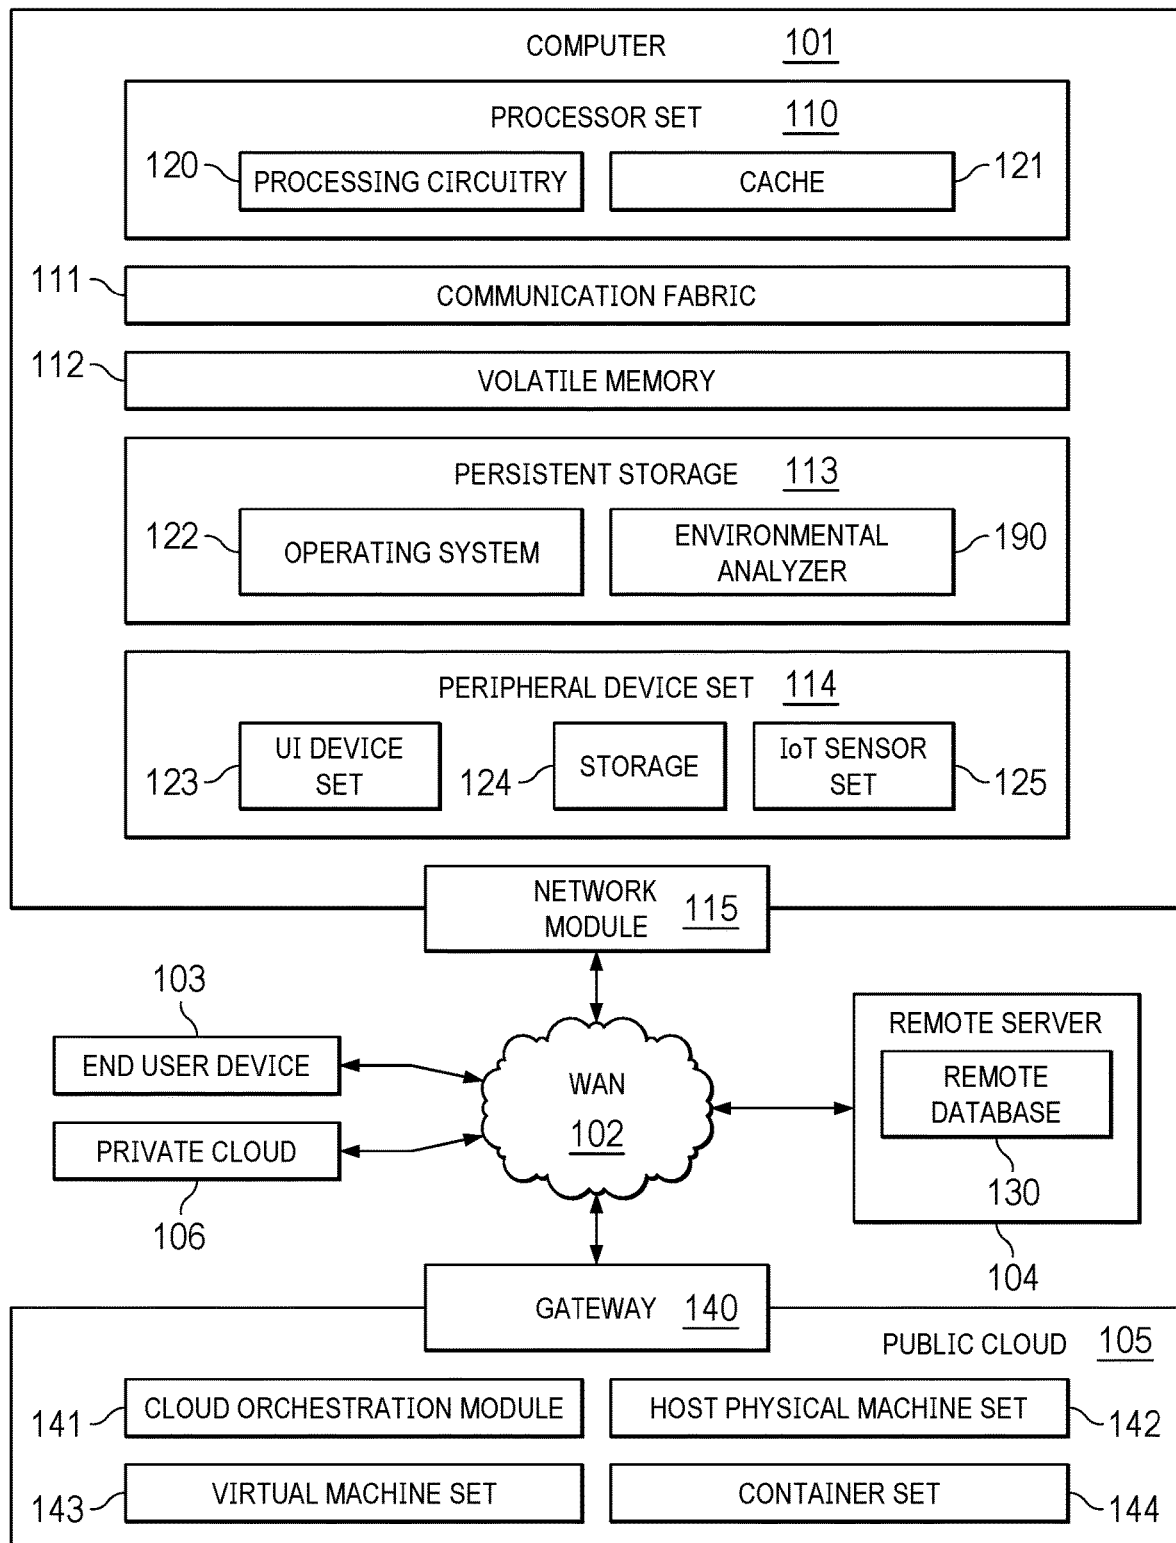 COMPUTER 101
PROCESSOR SET 110
120 PROCESSING CIRCUITRY CACHE 121
111 COMMUNICATION FABRIC
112 VOLATILE MEMORY
PERSISTENT STORAGE 113
122 OPERATING SYSTEM
ENVIRONMENTAL
ANALYZER
190
PERIPHERAL DEVICE SET 114
123
UI DEVICE
SET
124 STORAGE
IoT SENSOR
SET
125
NETWORK
MODULE
115
103
END USER DEVICE
PRIVATE CLOUD
106
WAN
102
REMOTE SERVER
REMOTE
DATABASE
130
104
GATEWAY 140
PUBLIC CLOUD 105
141 CLOUD ORCHESTRATION MODULE HOST PHYSICAL MACHINE SET 142
143 VIRTUAL MACHINE SET CONTAINER SET 144